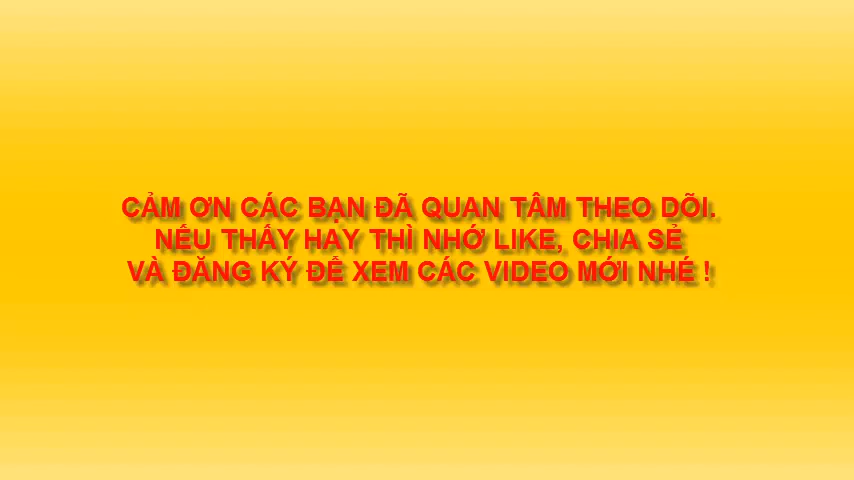 CẢM ƠN CÁC BẠN ĐÃ QUAN TÂM THEO DÕI.
NẾU THẤY HAY THÌ NHỚ LIKE, CHIA SẺ
VÀ ĐĂNG KÝ ĐỂ XEM CÁC VIDEO MỚI NHÉ !